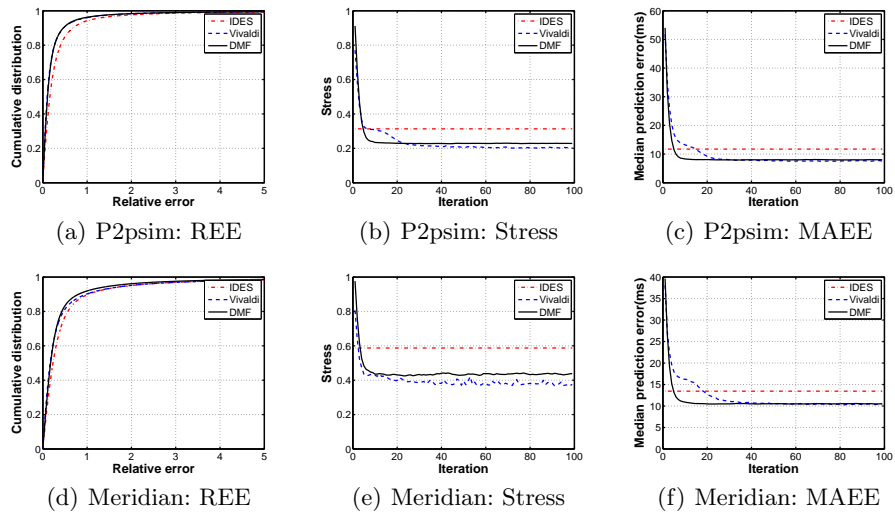 Cumulative distribution
1
0.8
0.6
0.4
0.2
0
0 1 2 3 4 5
Relative error
IDES
Vivaldi
DMF
(a) P2psim: REE
Stress
1
0.8
0.6
0.4
0.2
0
0 20 40 60 80 100
Iteration
IDES
Vivaldi
DMF
(b) P2psim: Stress
Median prediction error(ms)
60
50
40
30
20
10
0
0 20 40 60 80 100
Iteration
IDES
Vivaldi
DMF
(c) P2psim: MAEE
Cumulative distribution
1
0.8
0.6
0.4
0.2
0
0 1 2 3 4 5
Relative error
IDES
Vivaldi
DMF
(d) Meridian: REE
Stress
1
0.8
0.6
0.4
0.2
0
0 20 40 60 80 100
Iteration
IDES
Vivaldi
DMF
(e) Meridian: Stress
Median prediction error(ms)
40
35
30
25
20
15
10
5
0
0 20 40 60 80 100
Iteration
IDES
Vivaldi
DMF
(f) Meridian: MAEE